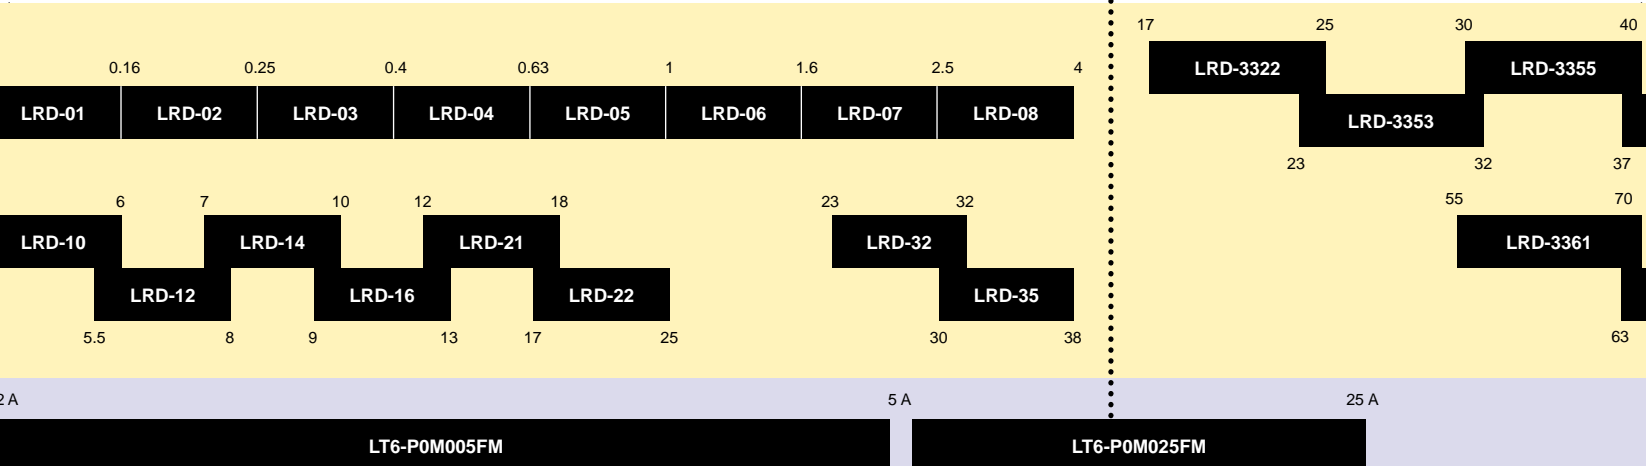 17 25 30 40
0.16 0.25 0.4 0.63 1 1.6 2.5 4
LRD-3322 LRD-3355
LRD-01 LRD-02 LRD-03 LRD-04 LRD-05 LRD-06 LRD-07 LRD-08
LRD-3353
23 32 37
6 7 10 12 18 23 32 55 70
LRD-10 LRD-14 LRD-21 LRD-32 LRD-3361
LRD-12 LRD-16 LRD-22 LRD-35
5.5 8 9 13 17 25 30 38 63
2 A 5 A 25 A
LT6-P0M005FM LT6-P0M025FM